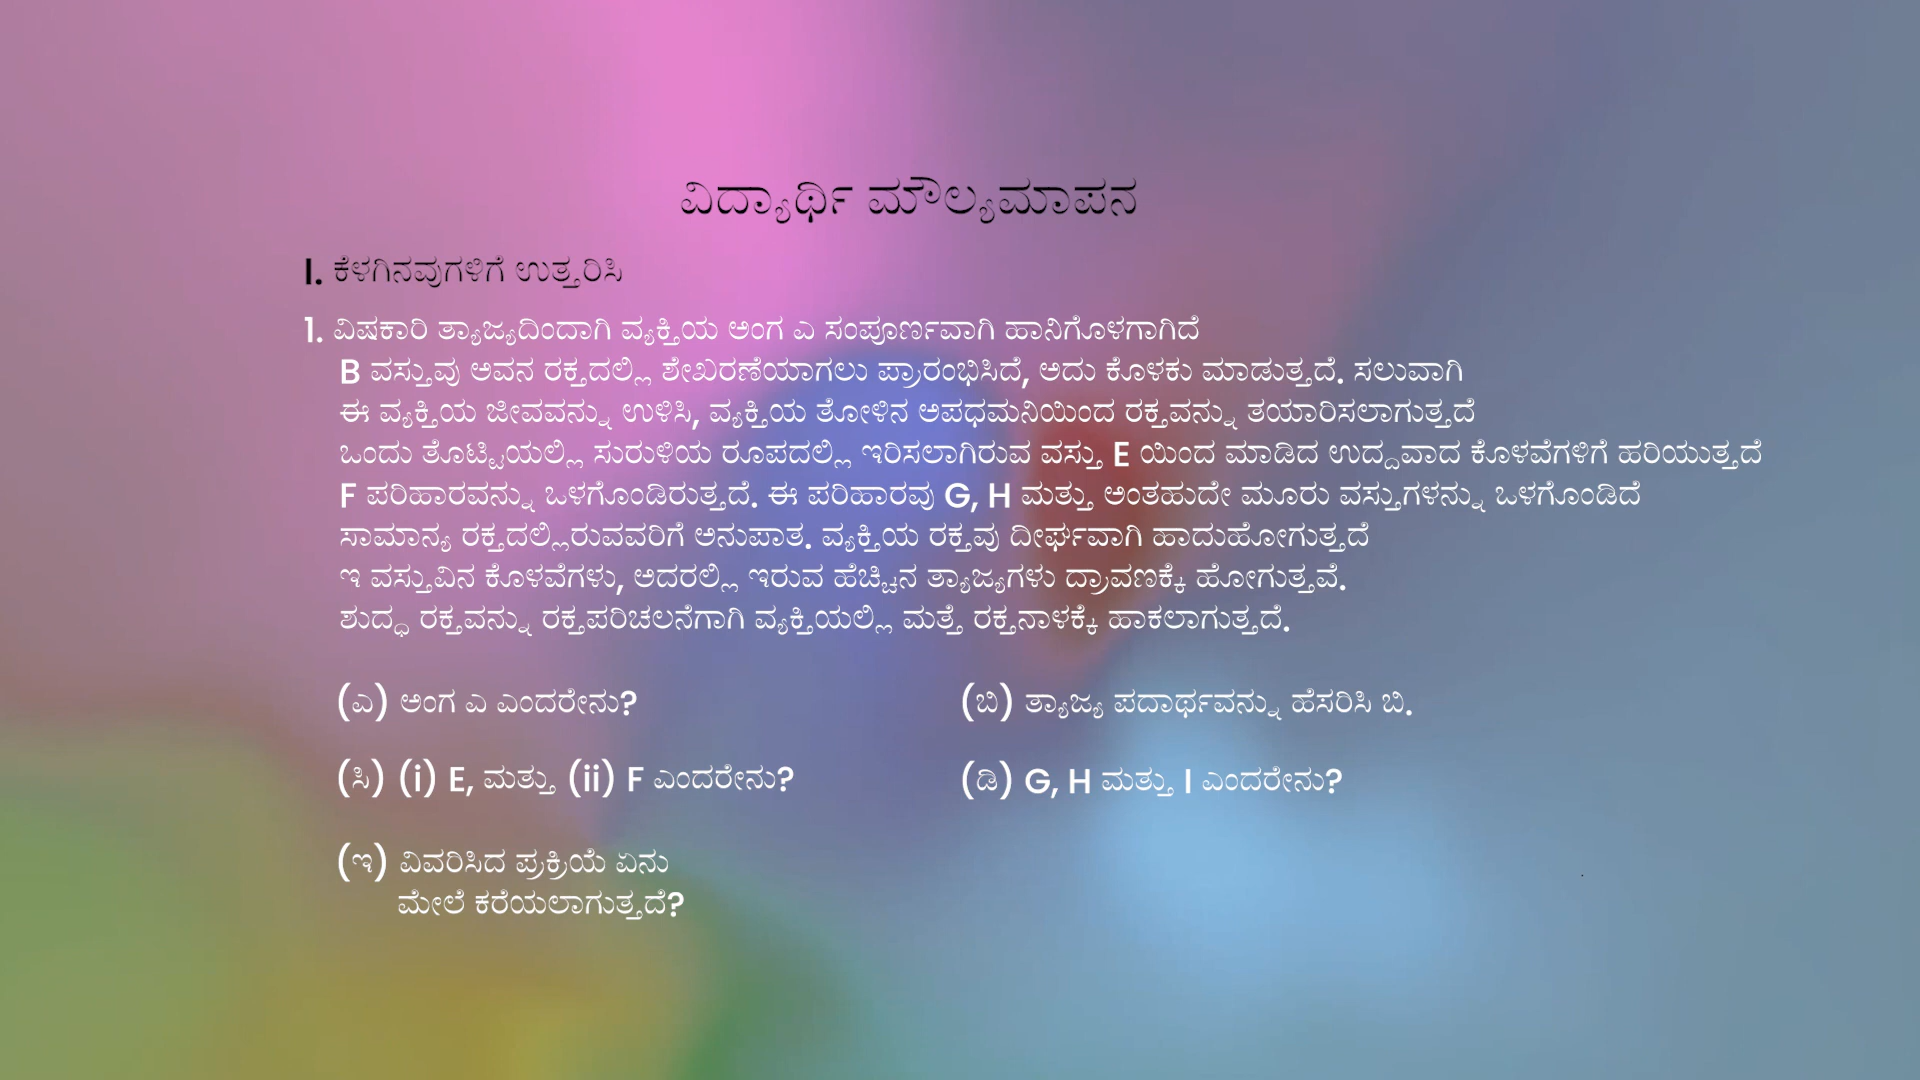 ವಿದ್ಯಾರ್ಥಿ ಮೌಲ್ಯಮಾಪನ
I. ಕೆಳಗಿನವುಗಳಿಗೆ ಉತ್ತರಿಸಿ
1. ವಿಷಕಾರಿ ತ್ಯಾಜ್ಯದಿಂದಾಗಿ ವ್ಯಕ್ತಿಯ ಅಂಗ ಎ ಸಂಪೂರ್ಣವಾಗಿ ಹಾನಿಗೊಳಗಾಗಿದೆ
B ವಸ್ತುವು ಅವನ ರಕ್ತದಲ್ಲಿ ಶೇಖರಣೆಯಾಗಲು ಪ್ರಾರಂಭಿಸಿದೆ, ಅದು ಕೊಳಕು ಮಾಡುತ್ತದೆ. ಸಲುವಾಗಿ
ಈ ವ್ಯಕ್ತಿಯ ಜೀವವನ್ನು ಉಳಿಸಿ, ವ್ಯಕ್ತಿಯ ತೋಳಿನ ಅಪಧಮನಿಯಿಂದ ರಕ್ತವನ್ನು ತಯಾರಿಸಲಾಗುತ್ತದೆ
ಒಂದು ತೊಟ್ಟಿಯಲ್ಲಿ ಸುರುಳಿಯ ರೂಪದಲ್ಲಿ ಇರಿಸಲಾಗಿರುವ ವಸ್ತು E ಯಿಂದ ಮಾಡಿದ ಉದ್ದವಾದ ಕೊಳವೆಗಳಿಗೆ ಹರಿಯುತ್ತದೆ
F ಪರಿಹಾರವನ್ನು ಒಳಗೊಂಡಿರುತ್ತದೆ. ಈ ಪರಿಹಾರವು G, H ಮತ್ತು ಅಂತಹುದೇ ಮೂರು ವಸ್ತುಗಳನ್ನು ಒಳಗೊಂಡಿದೆ
ಸಾಮಾನ್ಯ ರಕ್ತದಲ್ಲಿರುವವರಿಗೆ ಅನುಪಾತ. ವ್ಯಕ್ತಿಯ ರಕ್ತವು ದೀರ್ಘವಾಗಿ ಹಾದುಹೋಗುತ್ತದೆ
ಇ ವಸ್ತುವಿನ ಕೊಳವೆಗಳು, ಅದರಲ್ಲಿ ಇರುವ ಹೆಚ್ಚಿನ ತ್ಯಾಜ್ಯಗಳು ದ್ರಾವಣಕ್ಕೆ ಹೋಗುತ್ತವೆ.
ಶುದ್ಧ ರಕ್ತವನ್ನು ರಕ್ತಪರಿಚಲನೆಗಾಗಿ ವ್ಯಕ್ತಿಯಲ್ಲಿ ಮತ್ತೆ ರಕ್ತನಾಳಕ್ಕೆ ಹಾಕಲಾಗುತ್ತದೆ.
(ಎ) ಅಂಗ ಎ ಎಂದರೇನು?
(ಬಿ) ತ್ಯಾಜ್ಯ ಪದಾರ್ಥವನ್ನು ಹೆಸರಿಸಿ ಬಿ.
(ಸಿ) (i) E, ಮತ್ತು (ii) F ಎಂದರೇನು?
(ಡಿ) G, H ಮತ್ತು I ಎಂದರೇನು?
(ಇ) ವಿವರಿಸಿದ ಪ್ರಕ್ರಿಯೆ ಏನು
ಮೇಲೆ ಕರೆಯಲಾಗುತ್ತದೆ?